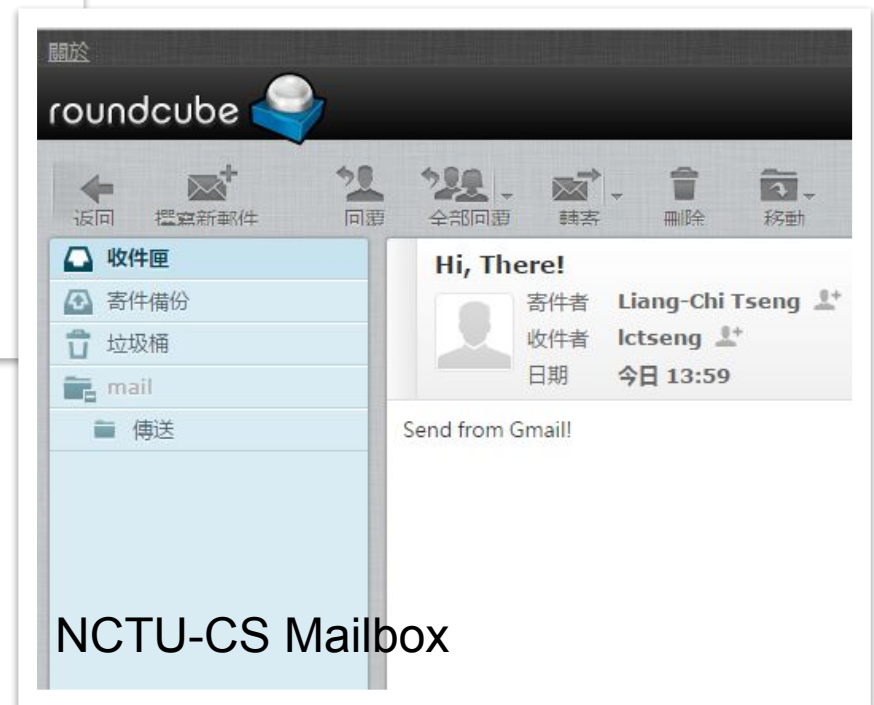 關於
roundcube
返回 撰寫新郵件 回覆 全部回覆 轉寄 刪除 移動
收件匣
寄件備份
垃圾桶
mail
傳送
Hi, There!
寄件者 Liang-Chi Tseng
收件者 lctseng
日期 今日 13:59
Send from Gmail!
NCTU-CS Mailbox